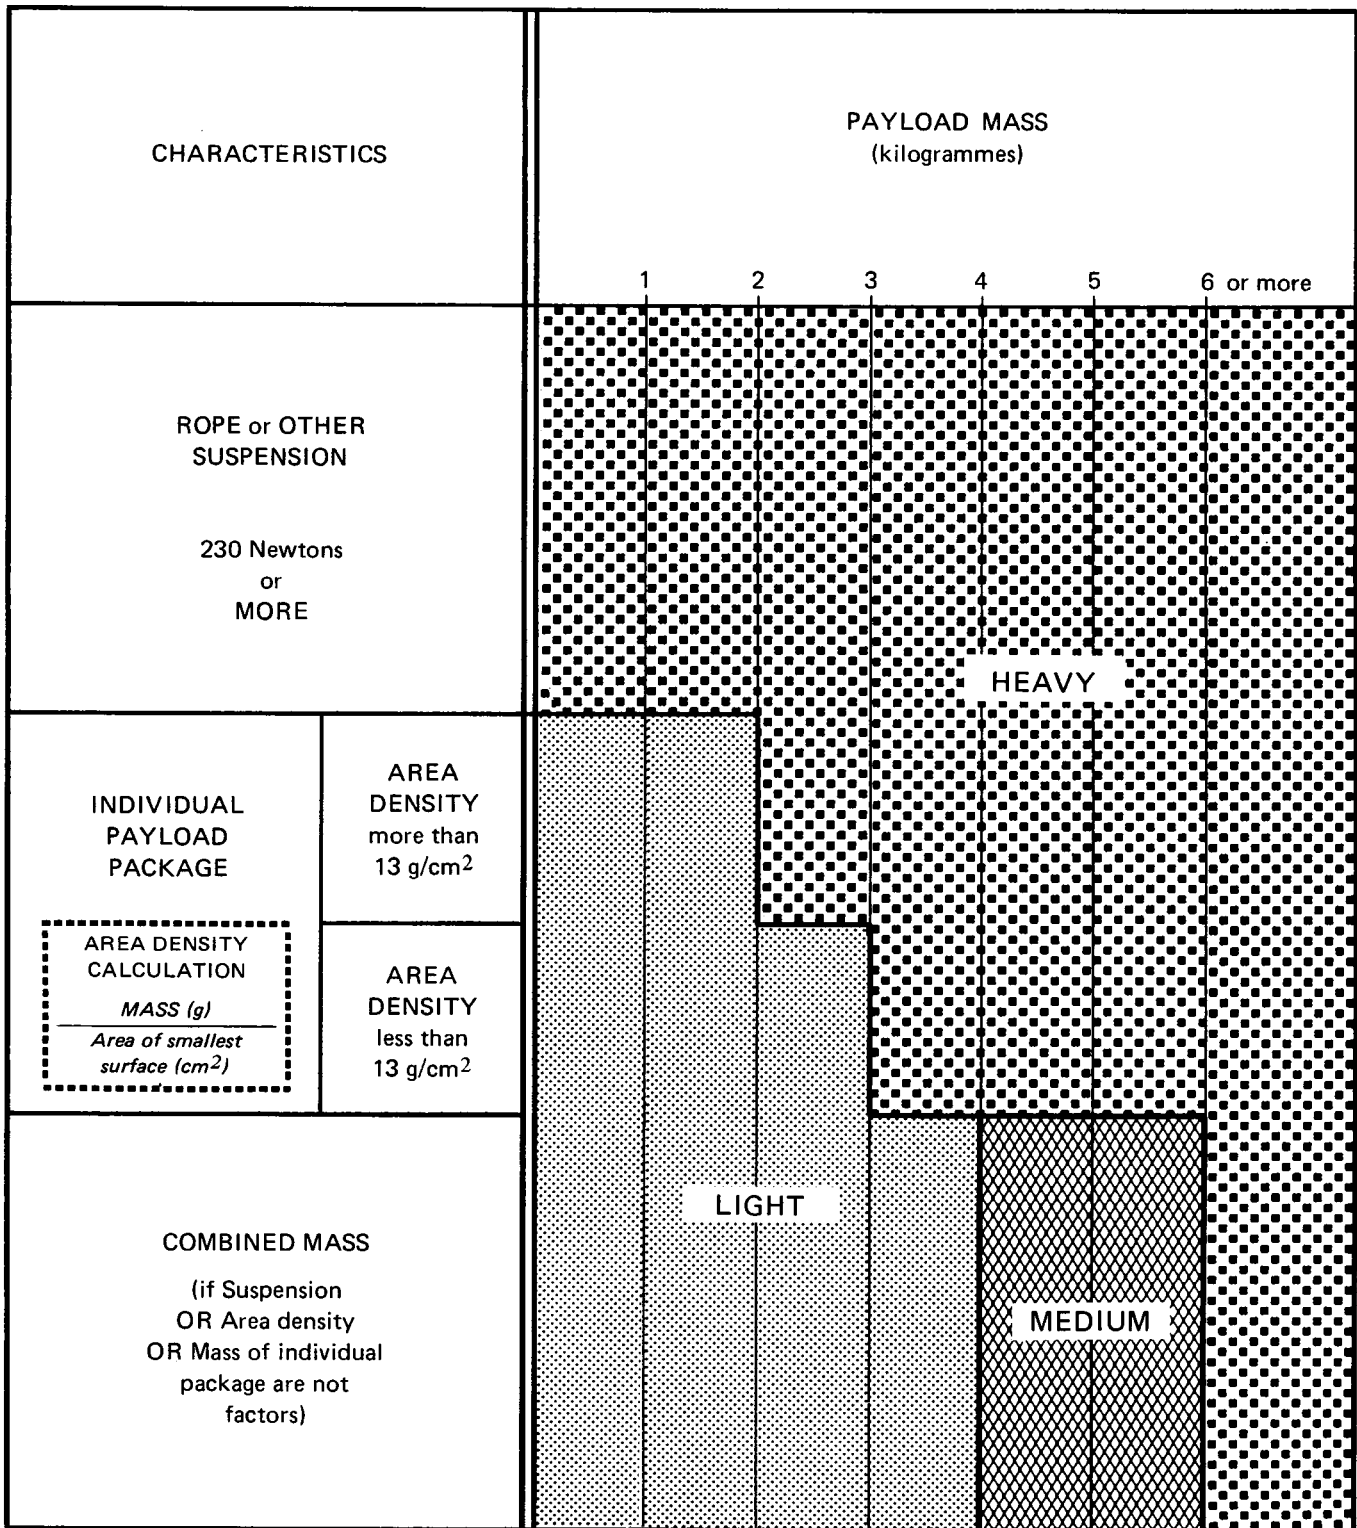 CHARACTERISTICS
PAYLOAD MASS
(kilogrammes)
1 2 3 4 5 6 or more
ROPE or OTHER
SUSPENSION
230 Newtons
or
MORE
INDIVIDUAL
PAYLOAD
PACKAGE
AREA DENSITY
CALCULATION
MASS (g)
Area of smallest
surface (cm²)
AREA
DENSITY
more than
13 g/cm²
AREA
DENSITY
less than
13 g/cm²
COMBINED MASS
(if Suspension
OR Area density
OR Mass of individual
package are not
factors)
HEAVY
LIGHT
MEDIUM